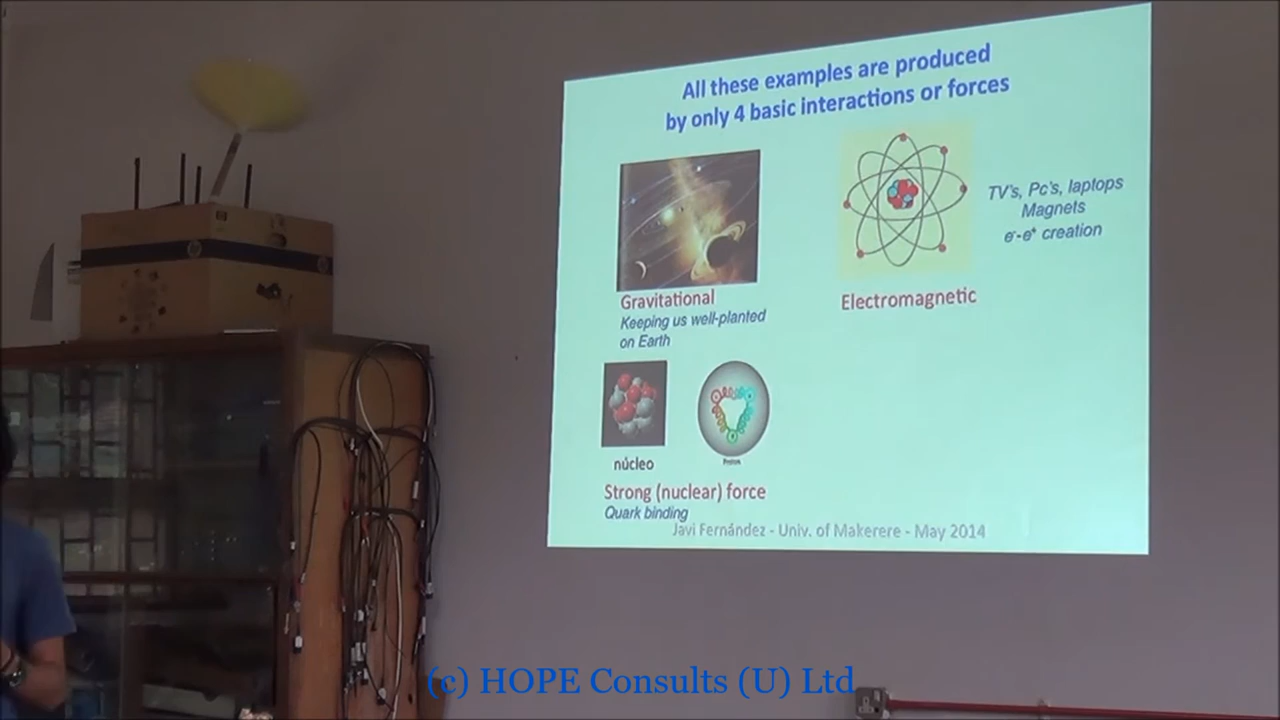 All these examples are produced
by only 4 basic interactions or forces
TV's, Pc's, laptops
Magnets
e⁻-e⁺ creation
Gravitational
Keeping us well-planted
on Earth
Electromagnetic
núcleo
Strong (nuclear) force
Quark binding
Javi Fernández - Univ. of Makerere - May 2014
(c) HOPE Consults (U) Ltd